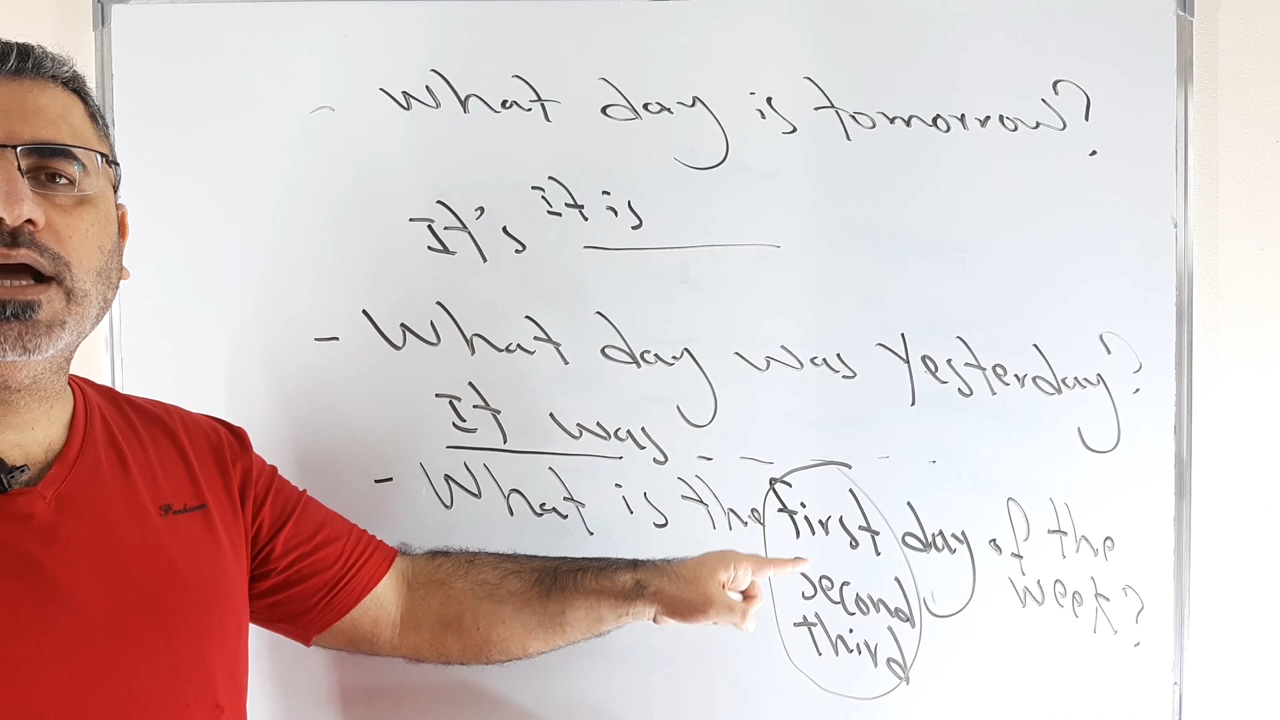 - What day is tomorrow?
It's It is
- What day was Yesterday?
It was
- What is the first day of the
second week?
third